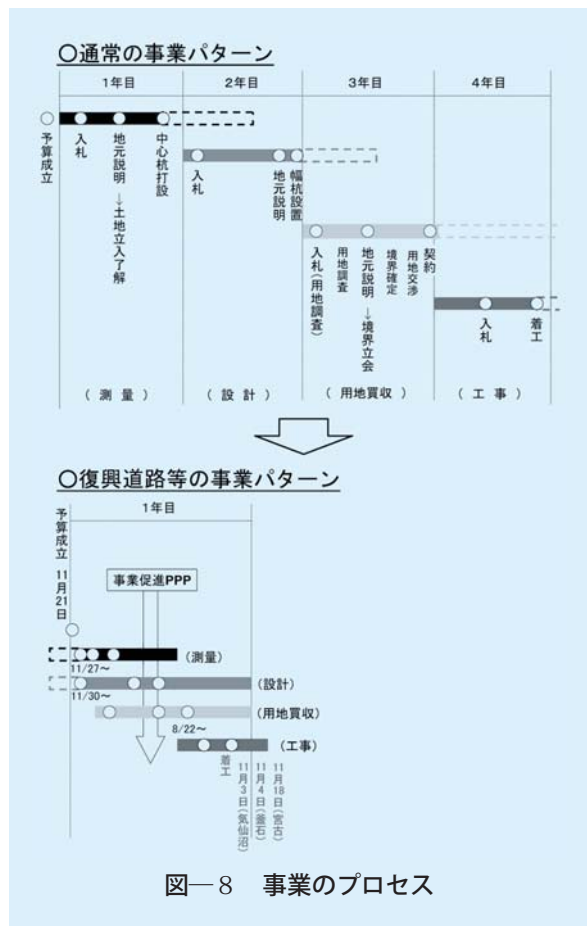 ○通常の事業パターン
1年目
2年目
3年目
4年目
予算成立
入札
地元説明→土地立入了解
中心杭打設
入札
地元説明
幅杭設置
入札(用地調査)
用地調査
地元説明→境界立会
境界確定
用地交渉
契約
入札
着工
(測量)
(設計)
(用地買収)
(工事)
○復興道路等の事業パターン
1年目
予算成立 11月21日
事業促進PPP
(測量)
11/27～
(設計)
11/30～
(用地買収)
8/22～
(工事)
着工
11月3日(気仙沼)
11月4日(釜石)
11月18日(宮古)
図―8 事業のプロセス